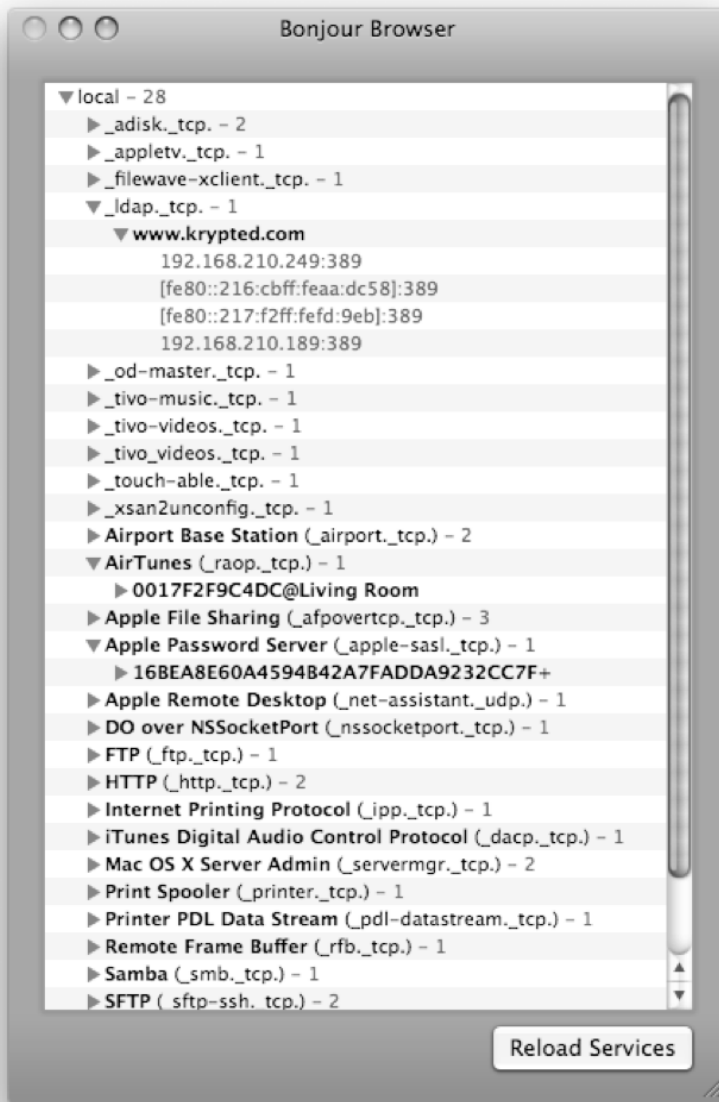 Bonjour Browser
local – 28
_adisk._tcp. – 2
_appletv._tcp. – 1
_filewave-xclient._tcp. – 1
_ldap._tcp. – 1
www.krypted.com
192.168.210.249:389
[fe80::216:cbff:feaa:dc58]:389
[fe80::217:f2ff:fefd:9eb]:389
192.168.210.189:389
_od-master._tcp. – 1
_tivo-music._tcp. – 1
_tivo-videos._tcp. – 1
_tivo_videos._tcp. – 1
_touch-able._tcp. – 1
_xsan2unconfig._tcp. – 1
Airport Base Station (_airport._tcp.) – 2
AirTunes (_raop._tcp.) – 1
0017F2F9C4DC@Living Room
Apple File Sharing (_afpovertcp._tcp.) – 3
Apple Password Server (_apple-sasl._tcp.) – 1
16BEA8E60A4594B42A7FADDA9232CC7F+
Apple Remote Desktop (_net-assistant._udp.) – 1
DO over NSSocketPort (_nssocketport._tcp.) – 1
FTP (_ftp._tcp.) – 1
HTTP (_http._tcp.) – 2
Internet Printing Protocol (_ipp._tcp.) – 1
iTunes Digital Audio Control Protocol (_dacp._tcp.) – 1
Mac OS X Server Admin (_servermgr._tcp.) – 2
Print Spooler (_printer._tcp.) – 1
Printer PDL Data Stream (_pdl-datastream._tcp.) – 1
Remote Frame Buffer (_rfb._tcp.) – 1
Samba (_smb._tcp.) – 1
SFTP (_sftp-ssh._tcp.) – 2
Reload Services